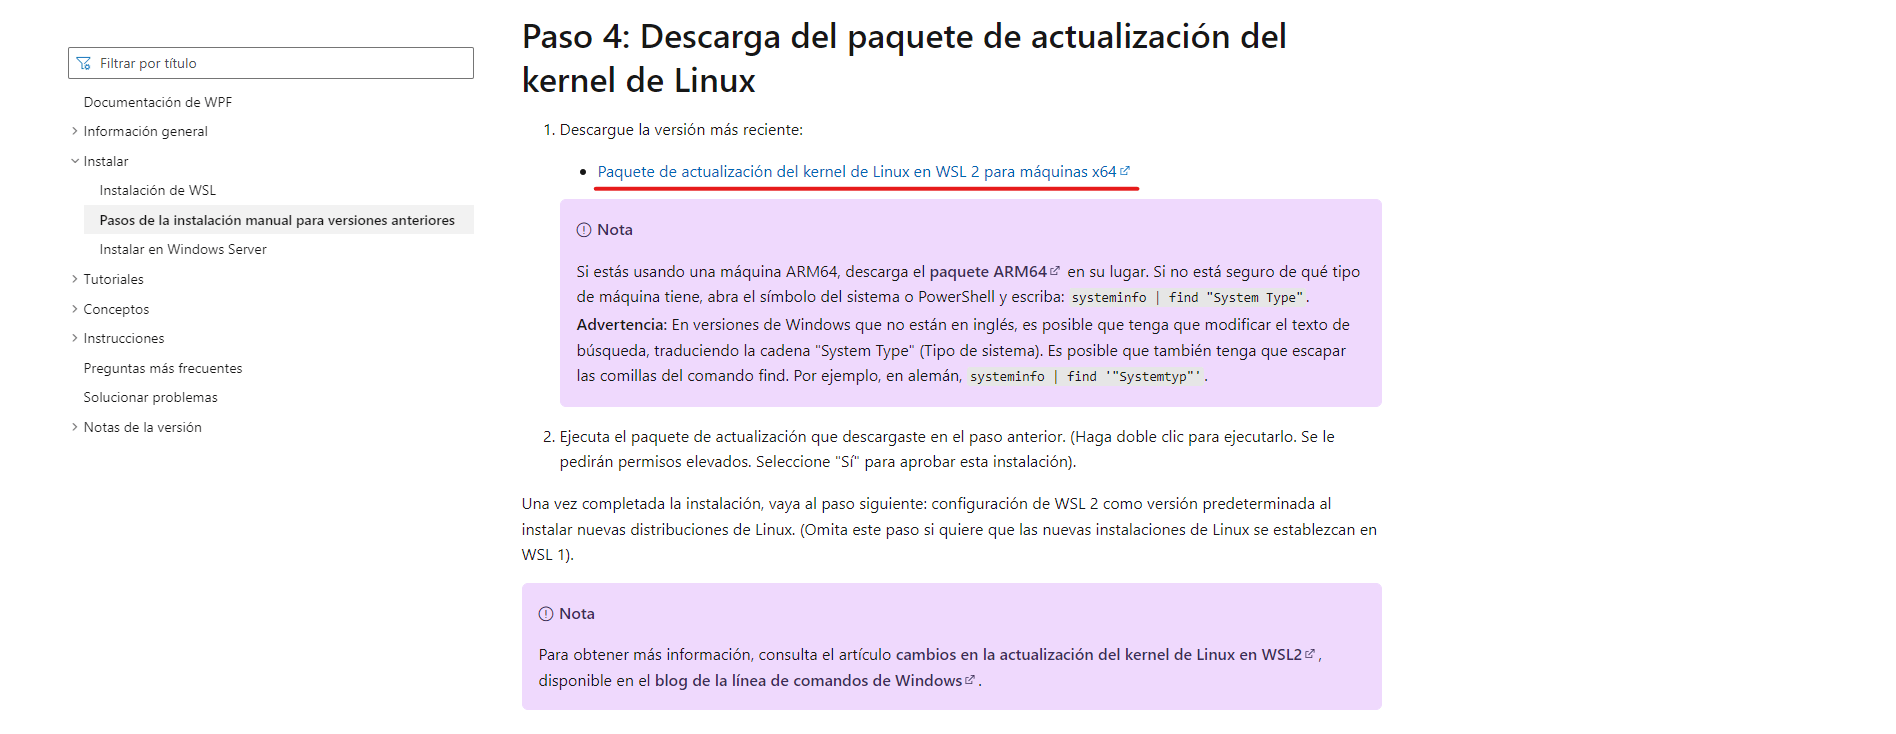 Filtrar por título
Documentación de WPF
Información general
Instalar
Instalación de WSL
Pasos de la instalación manual para versiones anteriores
Instalar en Windows Server
Tutoriales
Conceptos
Instrucciones
Preguntas más frecuentes
Solucionar problemas
Notas de la versión
Paso 4: Descarga del paquete de actualización del
kernel de Linux
1. Descargue la versión más reciente:
• Paquete de actualización del kernel de Linux en WSL 2 para máquinas x64
Nota
Si estás usando una máquina ARM64, descarga el paquete ARM64 en su lugar. Si no está seguro de qué tipo
de máquina tiene, abra el símbolo del sistema o PowerShell y escriba: systeminfo | find "System Type".
Advertencia: En versiones de Windows que no están en inglés, es posible que tenga que modificar el texto de
búsqueda, traduciendo la cadena "System Type" (Tipo de sistema). Es posible que también tenga que escapar
las comillas del comando find. Por ejemplo, en alemán, systeminfo | find '"Systemtyp"'.
2. Ejecuta el paquete de actualización que descargaste en el paso anterior. (Haga doble clic para ejecutarlo. Se le
pedirán permisos elevados. Seleccione "Sí" para aprobar esta instalación).
Una vez completada la instalación, vaya al paso siguiente: configuración de WSL 2 como versión predeterminada al
instalar nuevas distribuciones de Linux. (Omita este paso si quiere que las nuevas instalaciones de Linux se establezcan en
WSL 1).
Nota
Para obtener más información, consulta el artículo cambios en la actualización del kernel de Linux en WSL2,
disponible en el blog de la línea de comandos de Windows.